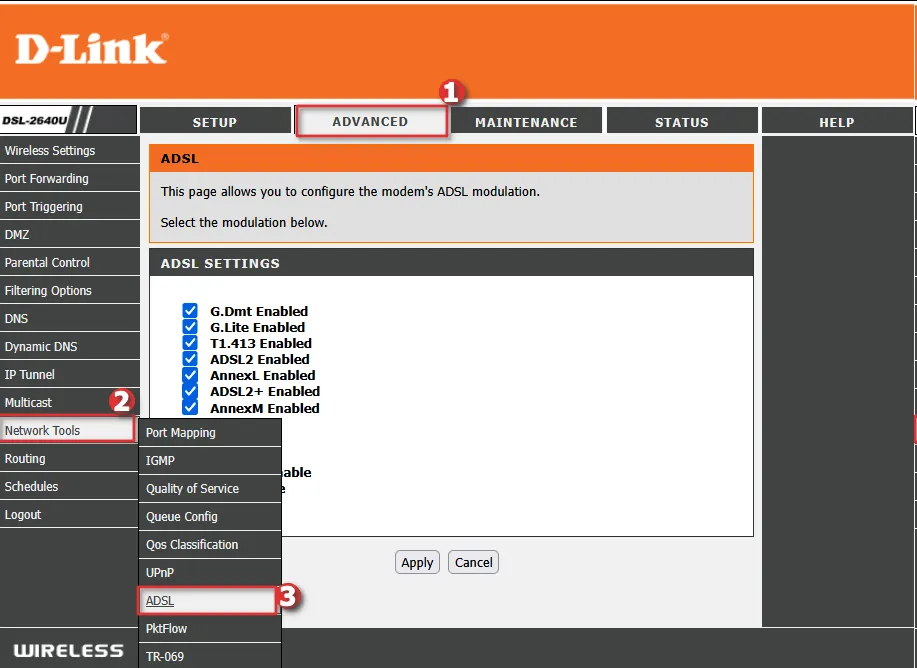 D-Link®
1
DSL-2640U
SETUP
ADVANCED
MAINTENANCE
STATUS
HELP
Wireless Settings
Port Forwarding
Port Triggering
DMZ
Parental Control
Filtering Options
DNS
Dynamic DNS
IP Tunnel
Multicast
2
Network Tools
Routing
Schedules
Logout
ADSL
This page allows you to configure the modem's ADSL modulation.
Select the modulation below.
ADSL SETTINGS
G.Dmt Enabled
G.Lite Enabled
T1.413 Enabled
ADSL2 Enabled
AnnexL Enabled
ADSL2+ Enabled
AnnexM Enabled
able
e
Port Mapping
IGMP
Quality of Service
Queue Config
Qos Classification
UPnP
ADSL
3
PktFlow
TR-069
Apply
Cancel
WIRELESS